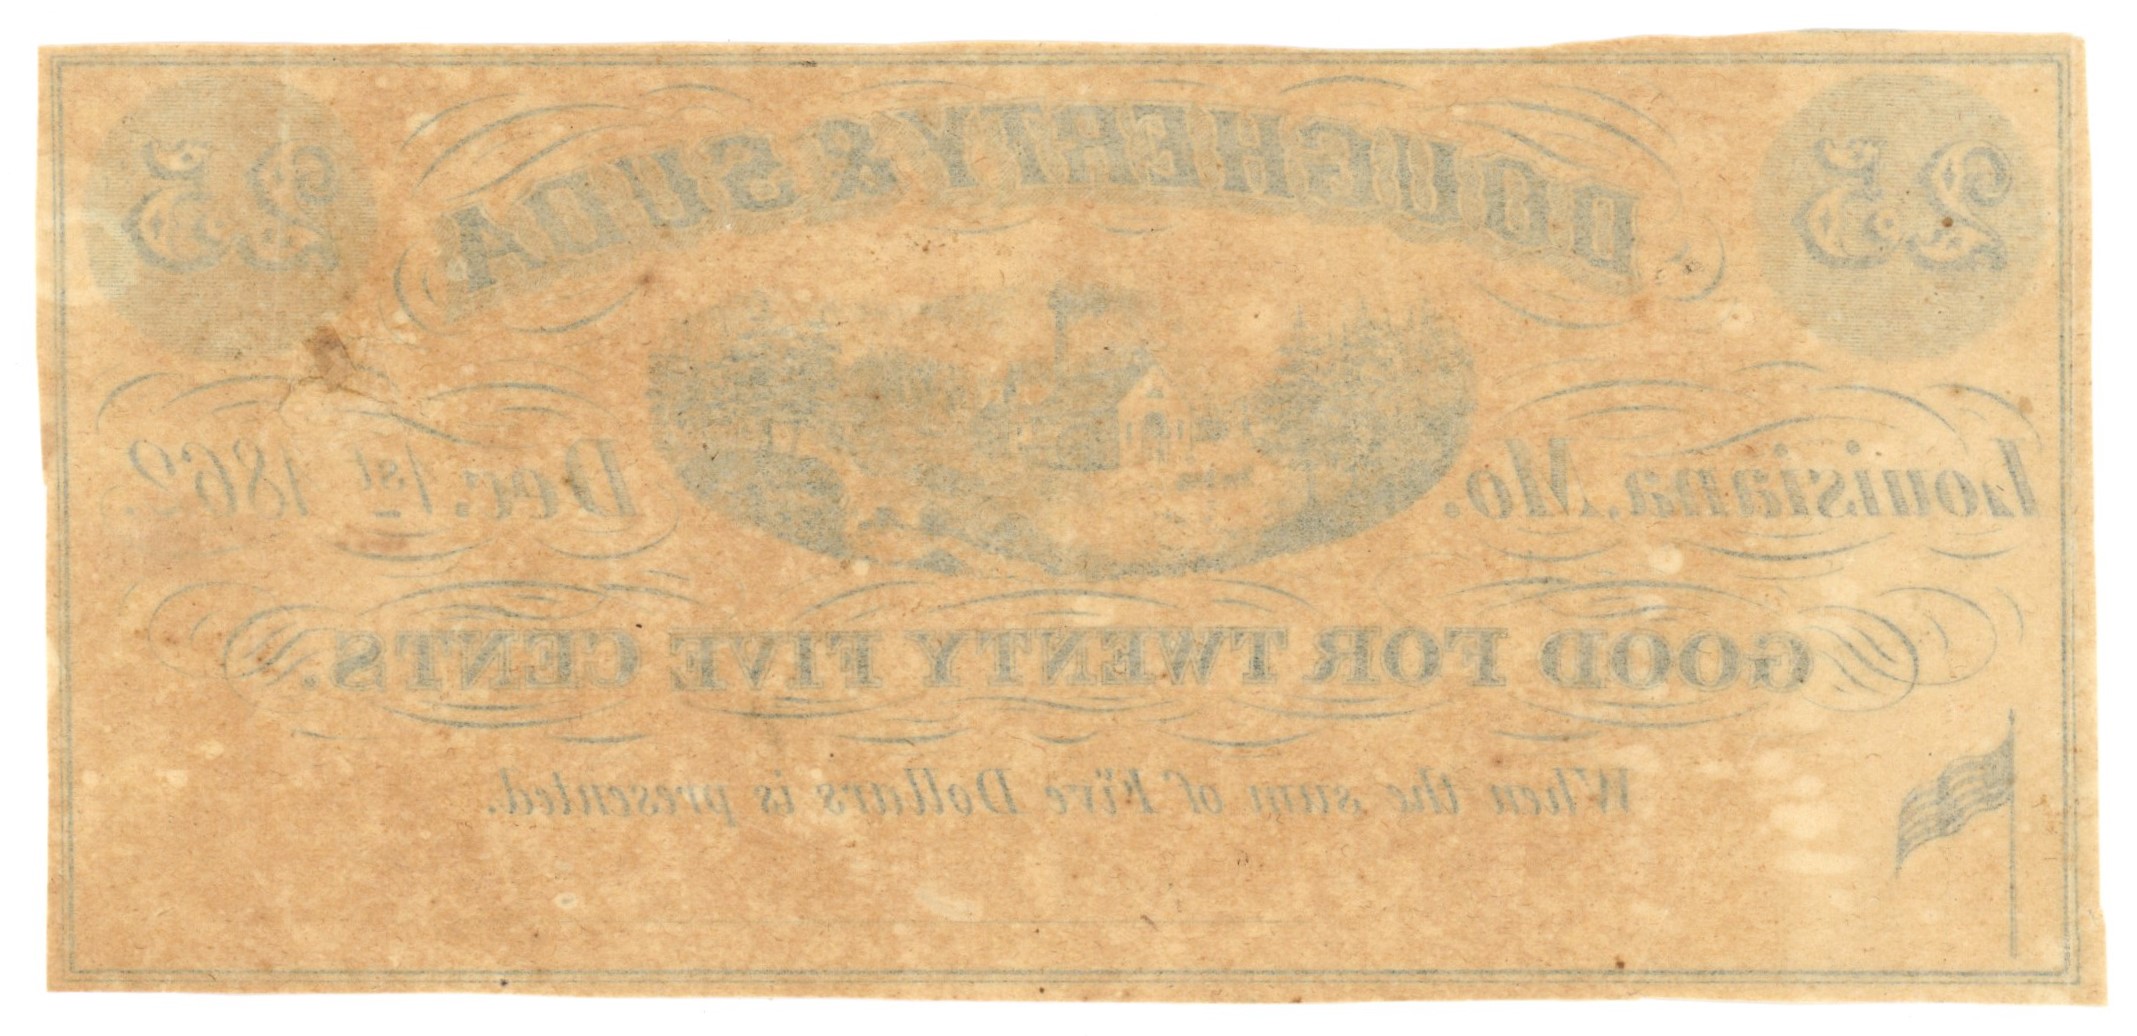 25 DOUGHERTY & SUDA 25
Louisiana, Mo. Dec. 1st 1862.
GOOD FOR TWENTY FIVE CENTS.
When the sum of Five Dollars is presented.